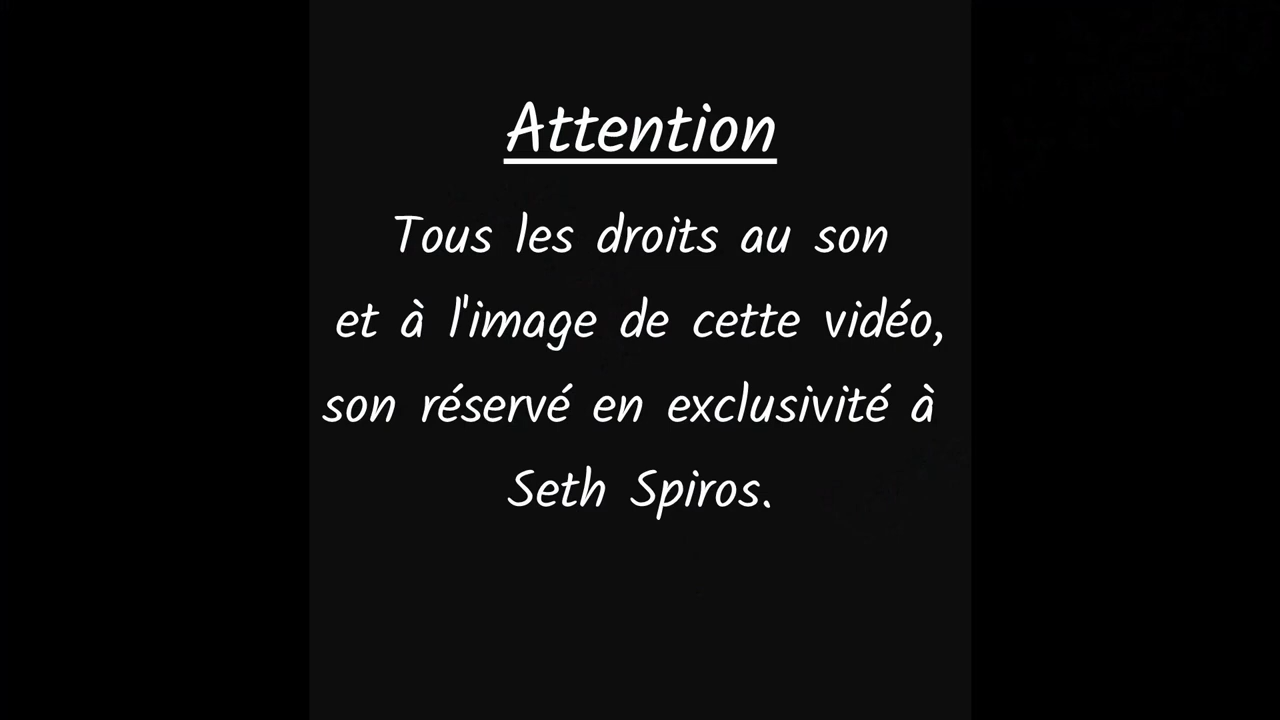 Attention
Tous les droits au son
et à l'image de cette vidéo,
son réservé en exclusivité à
Seth Spiros.